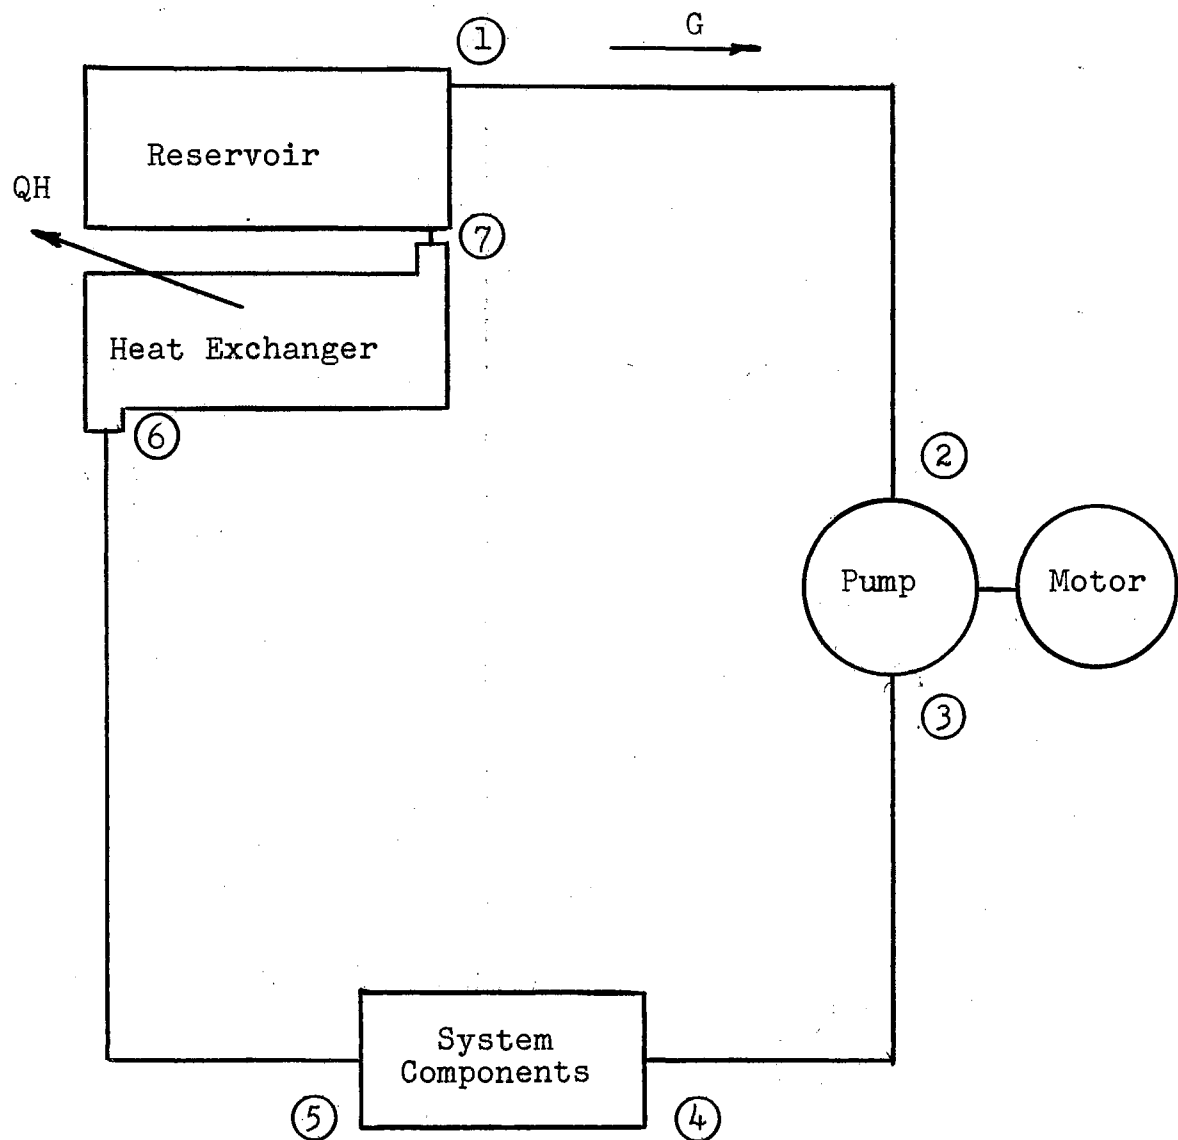 1
G
Reservoir
QH
7
Heat Exchanger
6
2
Pump
Motor
3
System
Components
5
4